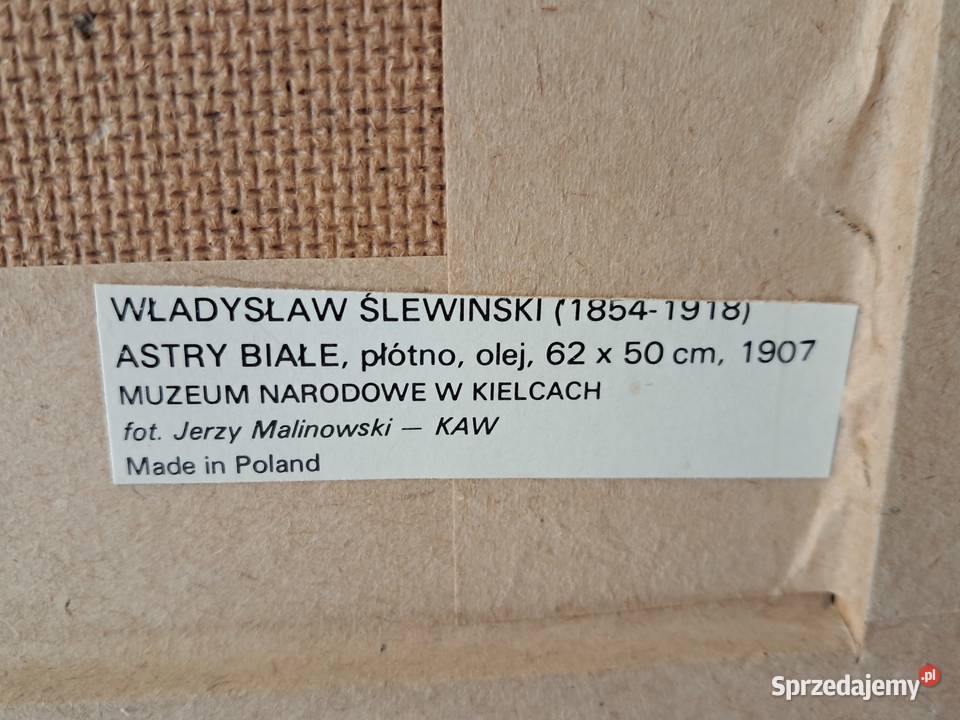 WŁADYSŁAW ŚLEWINSKI (1854-1918)
ASTRY BIAŁE, płótno, olej, 62 x 50 cm, 1907
MUZEUM NARODOWE W KIELCACH
fot. Jerzy Malinowski — KAW
Made in Poland
Sprzedajemy.pl